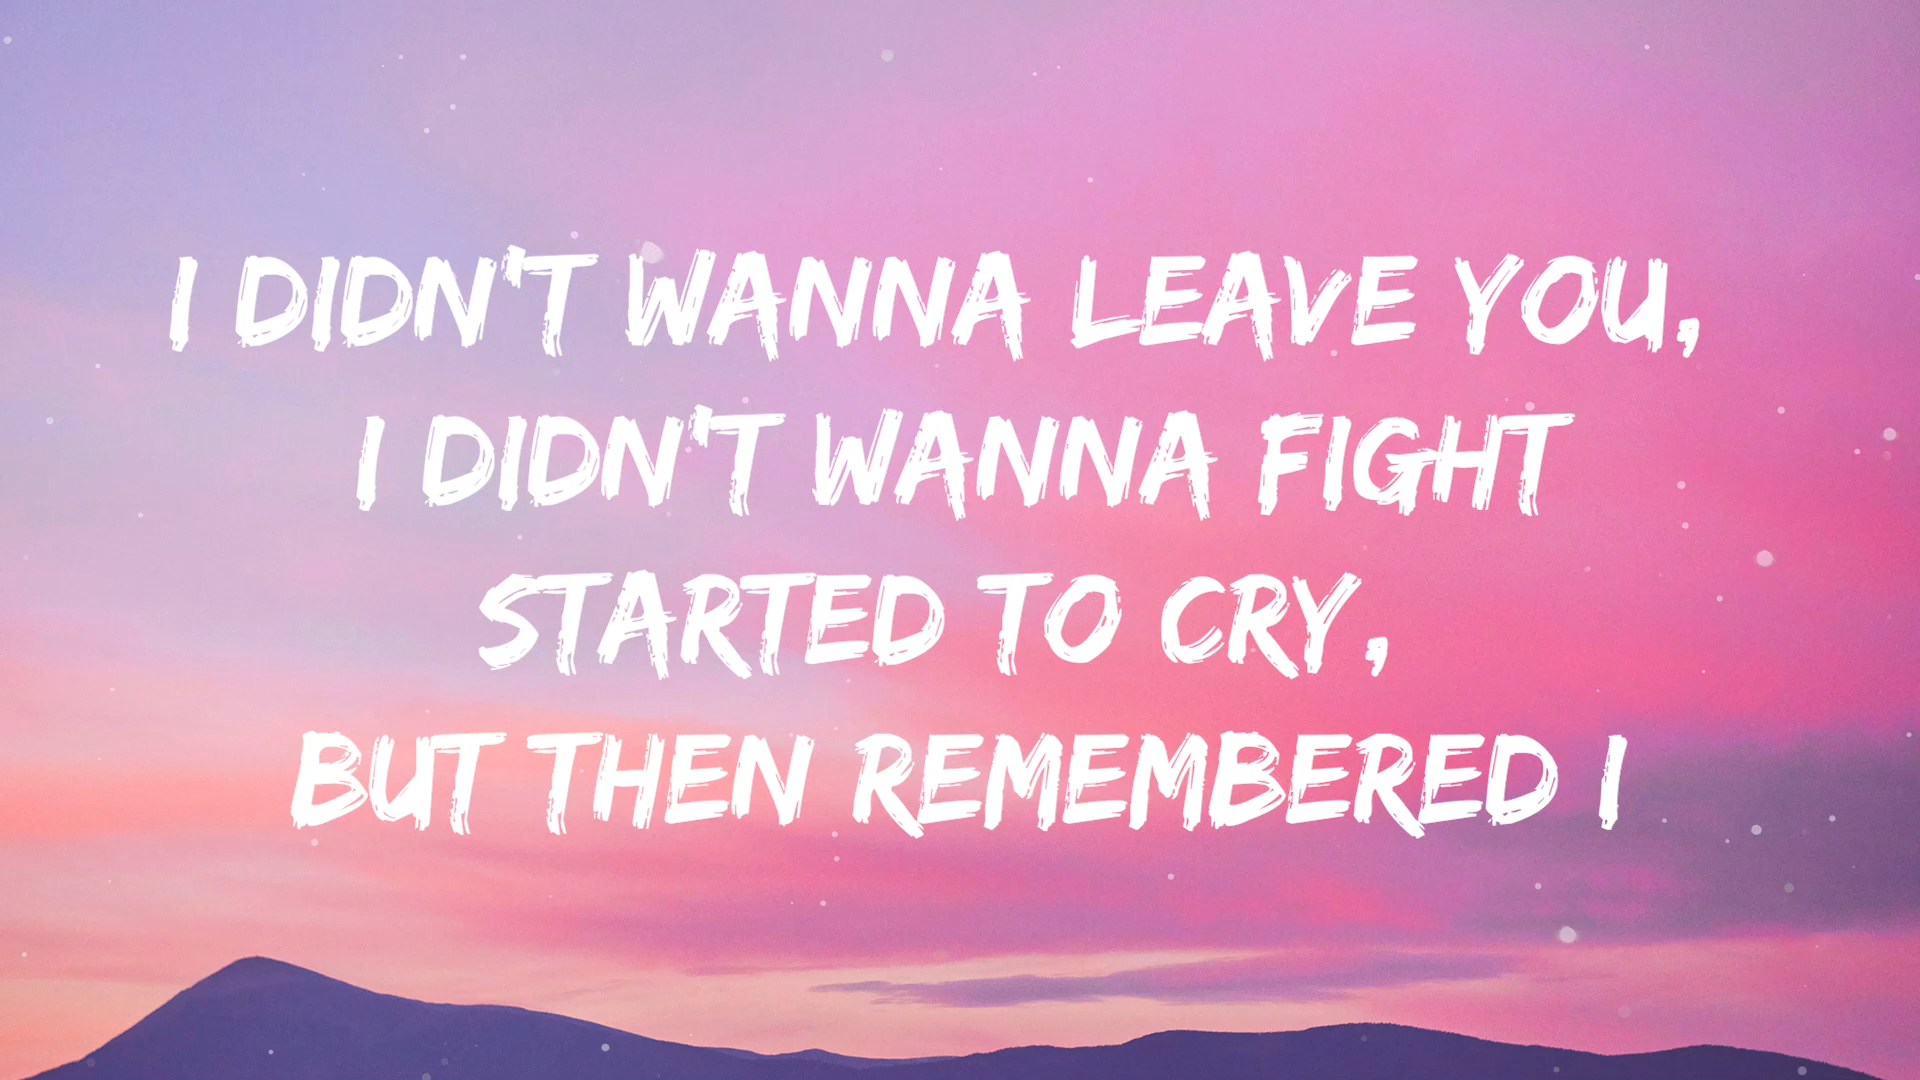 I DIDN'T WANNA LEAVE YOU,
I DIDN'T WANNA FIGHT
STARTED TO CRY,
BUT THEN REMEMBERED I